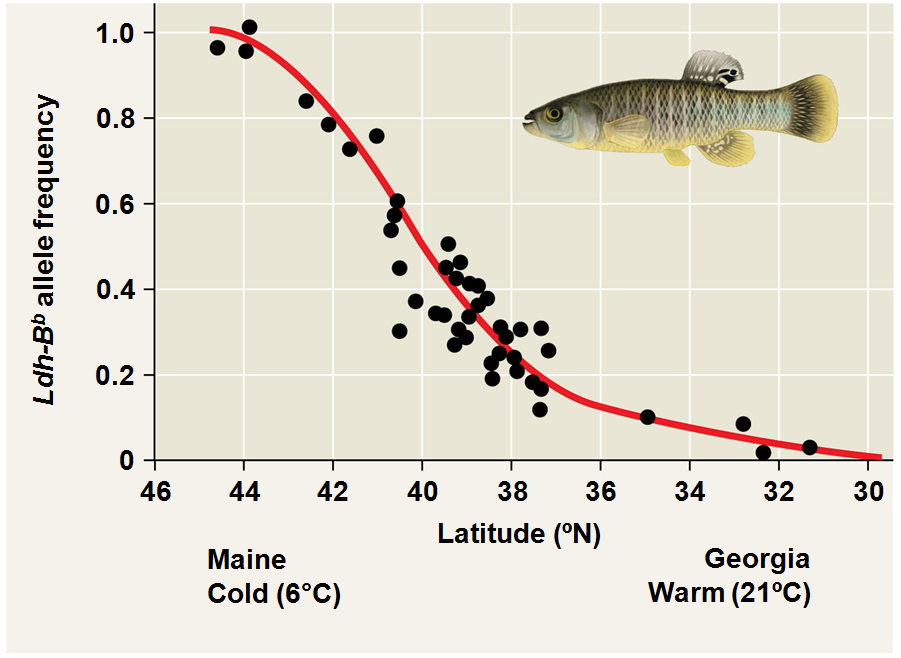 1.0
0.8
0.6
0.4
0.2
0
Ldh-Bᵇ allele frequency
46 44 42 40 38 36 34 32 30
Latitude (ºN)
Maine
Cold (6°C)
Georgia
Warm (21ºC)